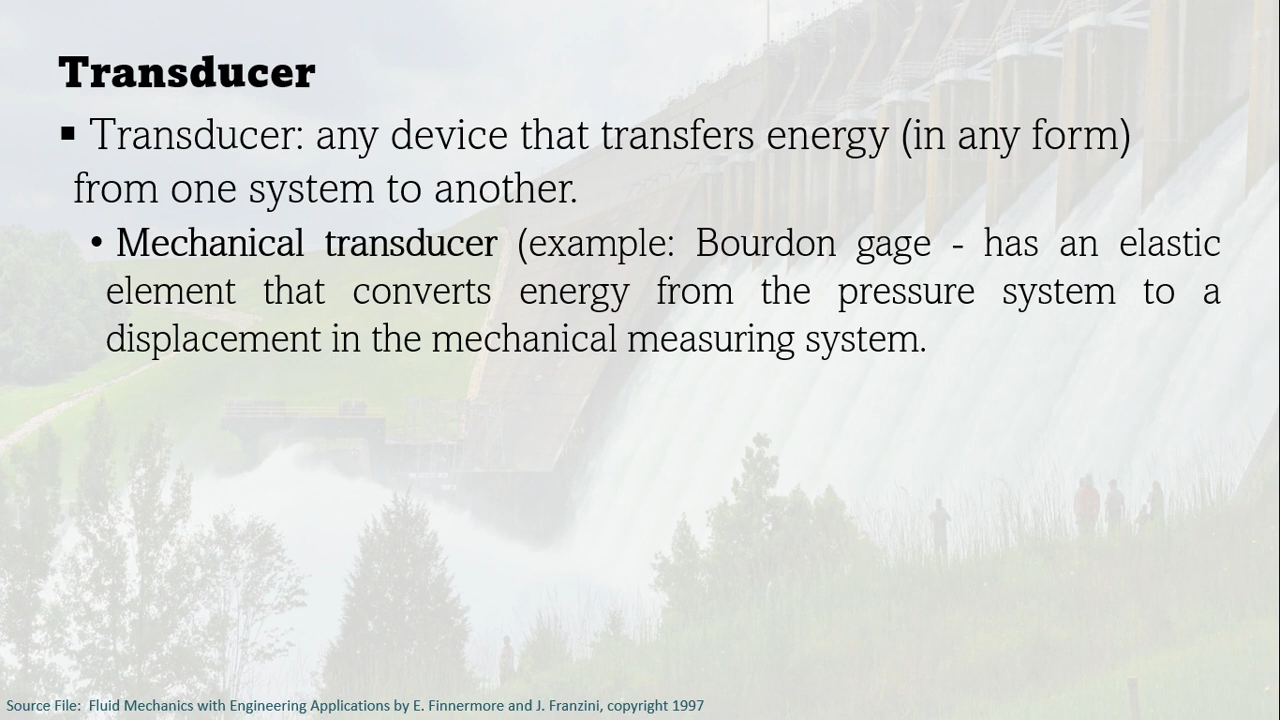 Transducer
▪ Transducer: any device that transfers energy (in any form)
from one system to another.
• Mechanical transducer (example: Bourdon gage - has an elastic
element that converts energy from the pressure system to a
displacement in the mechanical measuring system.
Source File: Fluid Mechanics with Engineering Applications by E. Finnermore and J. Franzini, copyright 1997